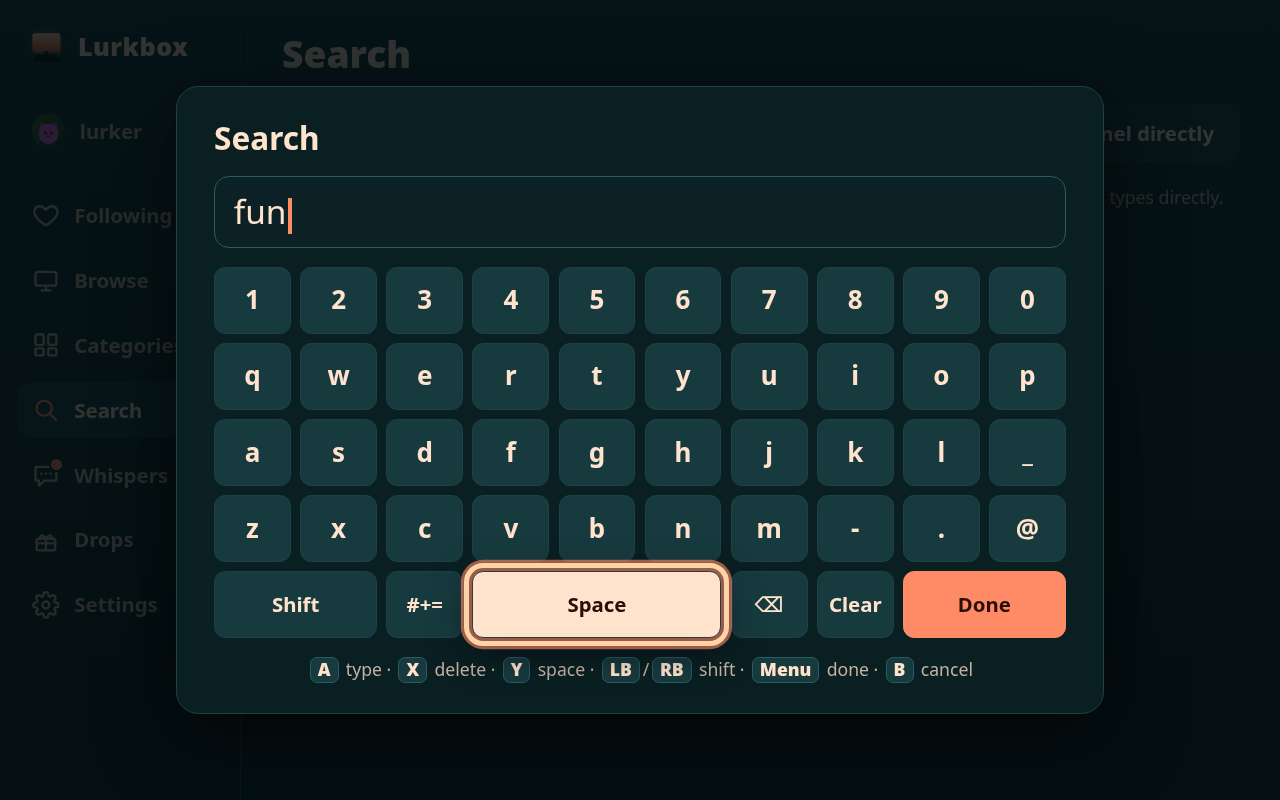 Lurkbox
Search
lurker
nel directly
types directly.
Following
Browse
Categories
Search
Whispers
Drops
Settings
Search
fun
1 2 3 4 5 6 7 8 9 0
q w e r t y u i o p
a s d f g h j k l _
z x c v b n m - . @
Shift #+= Space ⌫ Clear Done
A type · X delete · Y space · LB / RB shift · Menu done · B cancel